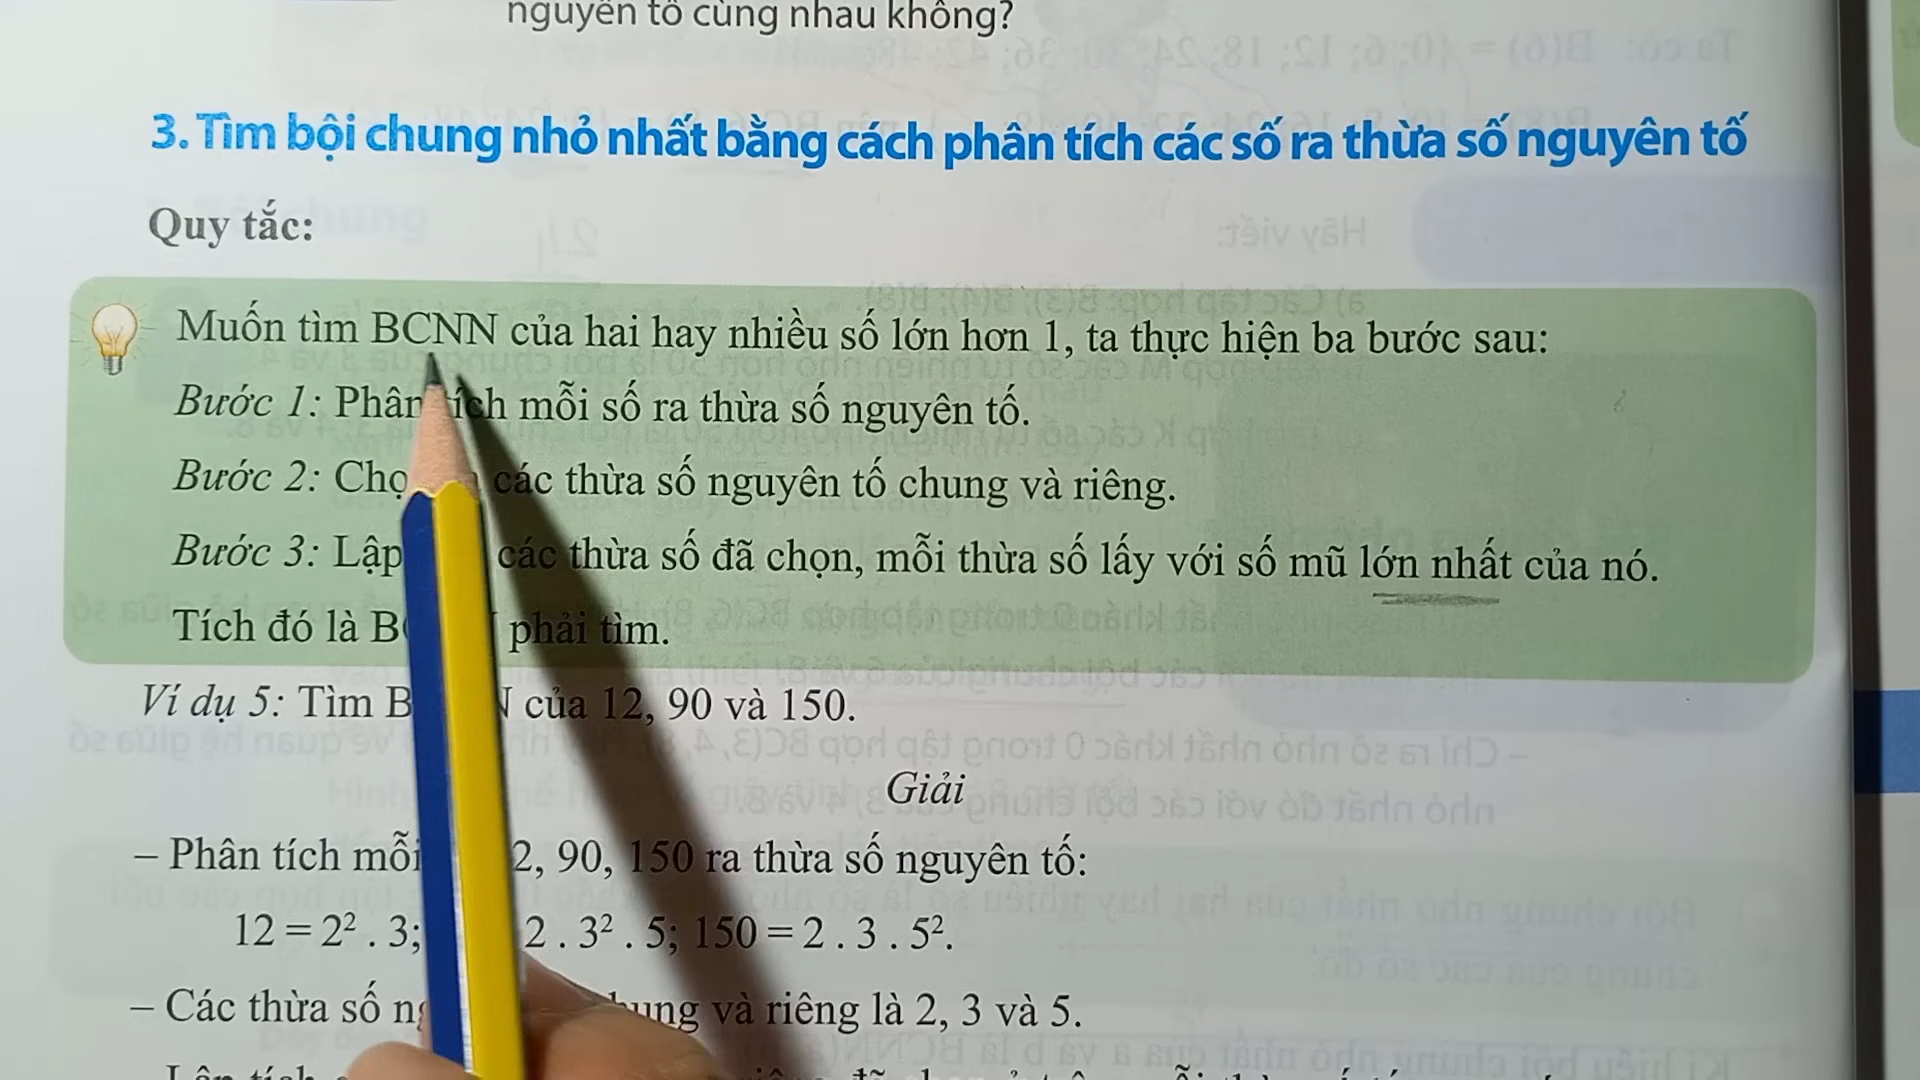 nguyên tố cùng nhau không?
3. Tìm bội chung nhỏ nhất bằng cách phân tích các số ra thừa số nguyên tố
Quy tắc:
Muốn tìm BCNN của hai hay nhiều số lớn hơn 1, ta thực hiện ba bước sau:
Bước 1: Phân tích mỗi số ra thừa số nguyên tố.
Bước 2: các thừa số nguyên tố chung và riêng.
Bước 3: Lập các thừa số đã chọn, mỗi thừa số lấy với số mũ lớn nhất của nó.
Tích đó là phải tìm.
Ví dụ 5: Tìm của 12, 90 và 150.
Giải
– Phân tích mỗi 2, 90, 150 ra thừa số nguyên tố:
12 = 2² . 3; 2 . 3² . 5; 150 = 2 . 3 . 5².
– Các thừa số và riêng là 2, 3 và 5.